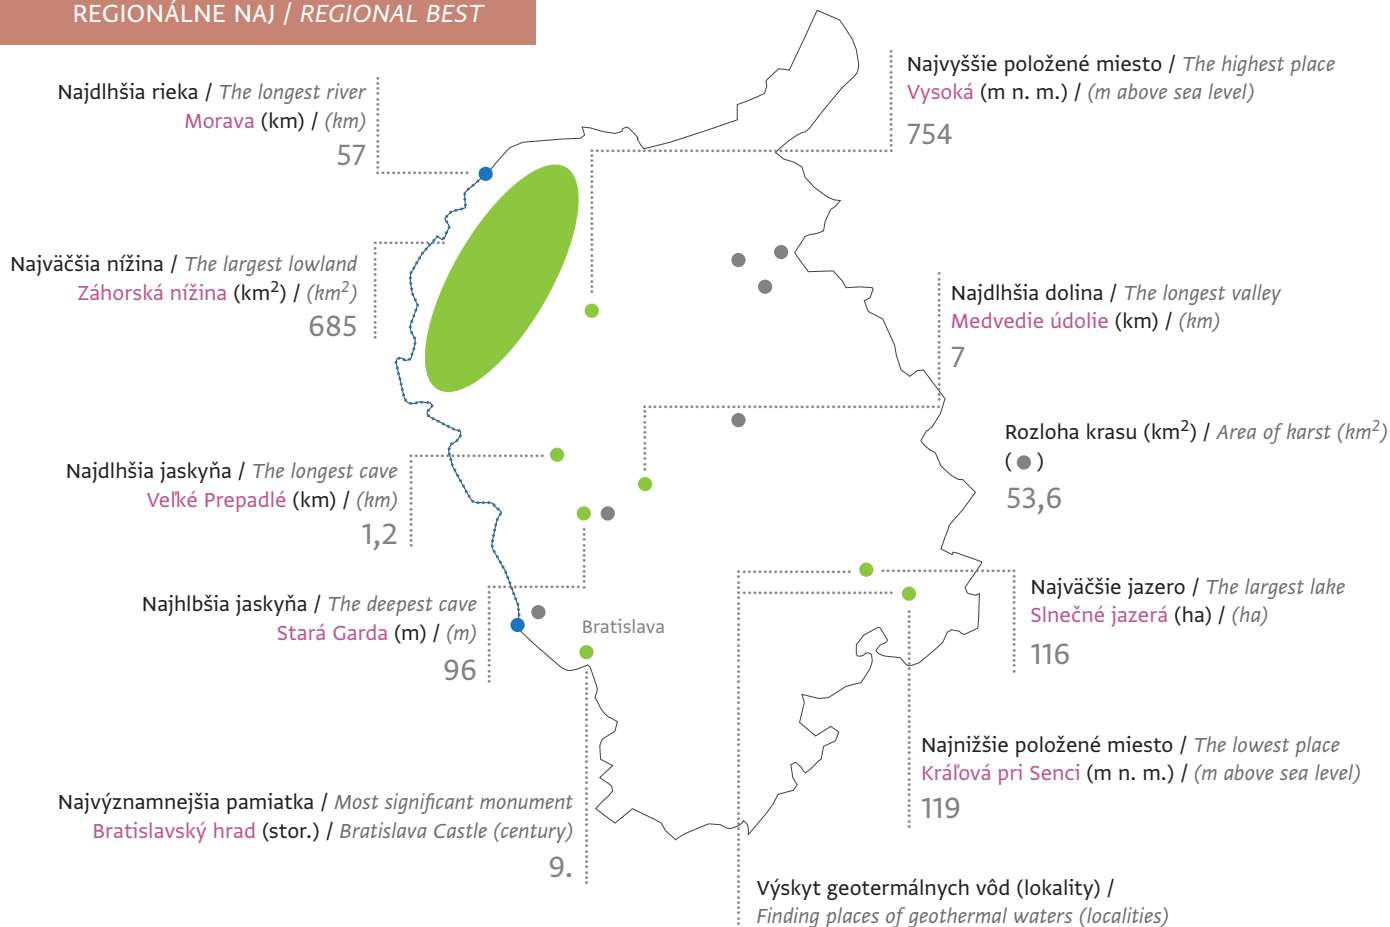 REGIONÁLNE NAJ / REGIONAL BEST
Najdlhšia rieka / The longest river
Morava (km) / (km)
57
Najvyššie položené miesto / The highest place
Vysoká (m n. m.) / (m above sea level)
754
Najväčšia nížina / The largest lowland
Záhorská nížina (km²) / (km²)
685
Najdlhšia dolina / The longest valley
Medvedie údolie (km) / (km)
7
Rozloha krasu (km²) / Area of karst (km²)
( )
53,6
Najdlhšia jaskyňa / The longest cave
Veľké Prepadlé (km) / (km)
1,2
Najhlbšia jaskyňa / The deepest cave
Stará Garda (m) / (m)
96
Bratislava
Najväčšie jazero / The largest lake
Slnečné jazerá (ha) / (ha)
116
Najnižšie položené miesto / The lowest place
Kráľová pri Senci (m n. m.) / (m above sea level)
119
Najvýznamnejšia pamiatka / Most significant monument
Bratislavský hrad (stor.) / Bratislava Castle (century)
9.
Výskyt geotermálnych vôd (lokality) /
Finding places of geothermal waters (localities)